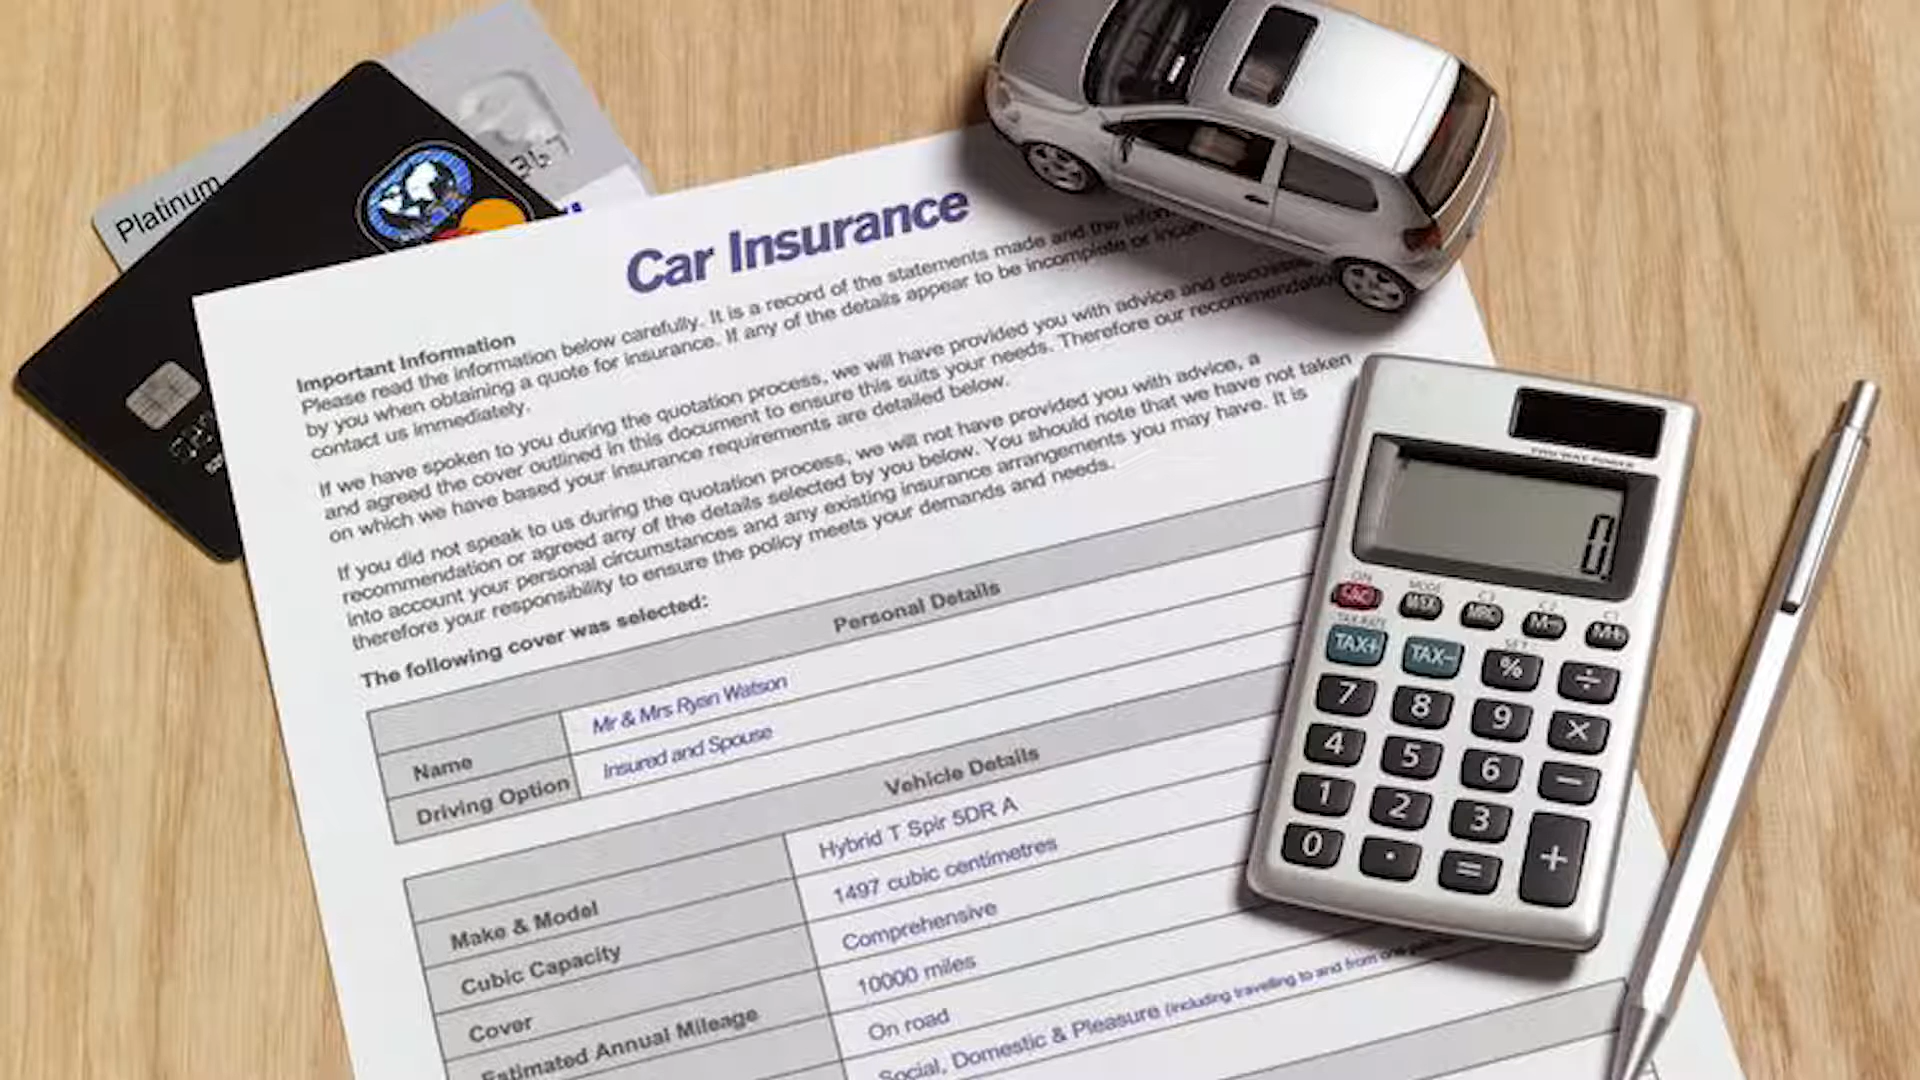 Platinum
Car Insurance
Important Information
Please read the information below carefully. It is a record of the statements made and the
by you when obtaining a quote for insurance. If any of the details appear to be incomplete or
contact us immediately.
If we have spoken to you during the quotation process, we will have provided you with advice and
and agreed the cover outlined in this document to ensure this suits your needs. Therefore our recommendation
on which we have based your insurance requirements are detailed below.
If you did not speak to us during the quotation process, we will not have provided you with advice, a
recommendation or agreed any of the details selected by you below. You should note that we have not taken
into account your personal circumstances and any existing insurance arrangements you may have. It is
therefore your responsibility to ensure the policy meets your demands and needs.
The following cover was selected:
Personal Details
Name Mr & Mrs Ryan Watson
Driving Option Insured and Spouse
Vehicle Details
Make & Model Hybrid T Spir 5DR A
Cubic Capacity 1497 cubic centimetres
Cover Comprehensive
Estimated Annual Mileage 10000 miles
On road
Social, Domestic & Pleasure (including travelling to and from one
0
ON MODE
TAX RATE
TAX+ TAX- % ÷
7 8 9 ×
4 5 6 −
1 2 3
0 . = +